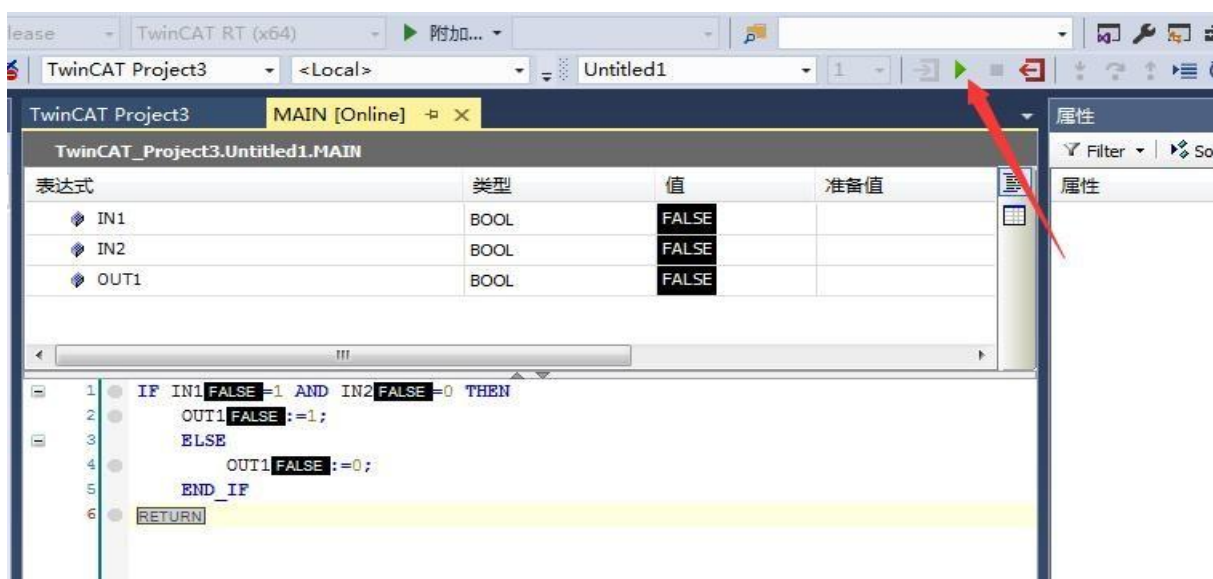 lease TwinCAT RT (x64) 附加...
TwinCAT Project3 <Local> Untitled1 1
TwinCAT Project3 MAIN [Online] 属性
TwinCAT_Project3.Untitled1.MAIN Filter So
表达式 类型 值 准备值 属性
IN1 BOOL FALSE
IN2 BOOL FALSE
OUT1 BOOL FALSE
1 IF IN1 FALSE =1 AND IN2 FALSE =0 THEN
2 OUT1 FALSE :=1;
3 ELSE
4 OUT1 FALSE :=0;
5 END_IF
6 RETURN